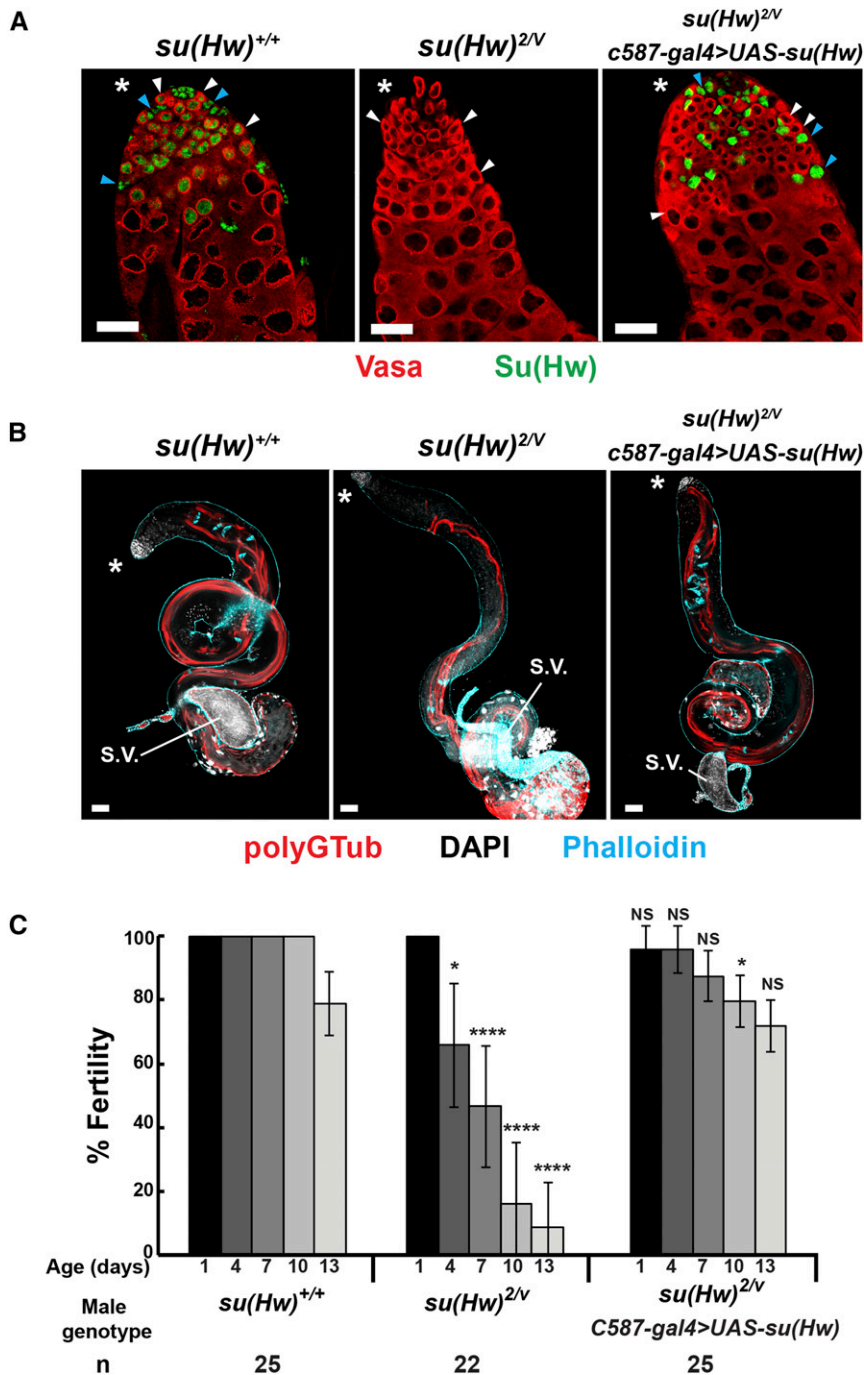 A
su(Hw)+/+
su(Hw)2/V
su(Hw)2/V
c587-gal4>UAS-su(Hw)
*
*
*
Vasa
Su(Hw)
B
su(Hw)+/+
su(Hw)2/V
su(Hw)2/V
c587-gal4>UAS-su(Hw)
*
*
*
S.V.
S.V.
S.V.
polyGTub
DAPI
Phalloidin
C
% Fertility
100
80
60
40
20
0
*
****
****
****
NS
NS
NS
*
NS
Age (days)
1 4 7 10 13
1 4 7 10 13
1 4 7 10 13
Male genotype
su(Hw)+/+
su(Hw)2/v
su(Hw)2/v
C587-gal4>UAS-su(Hw)
n
25
22
25